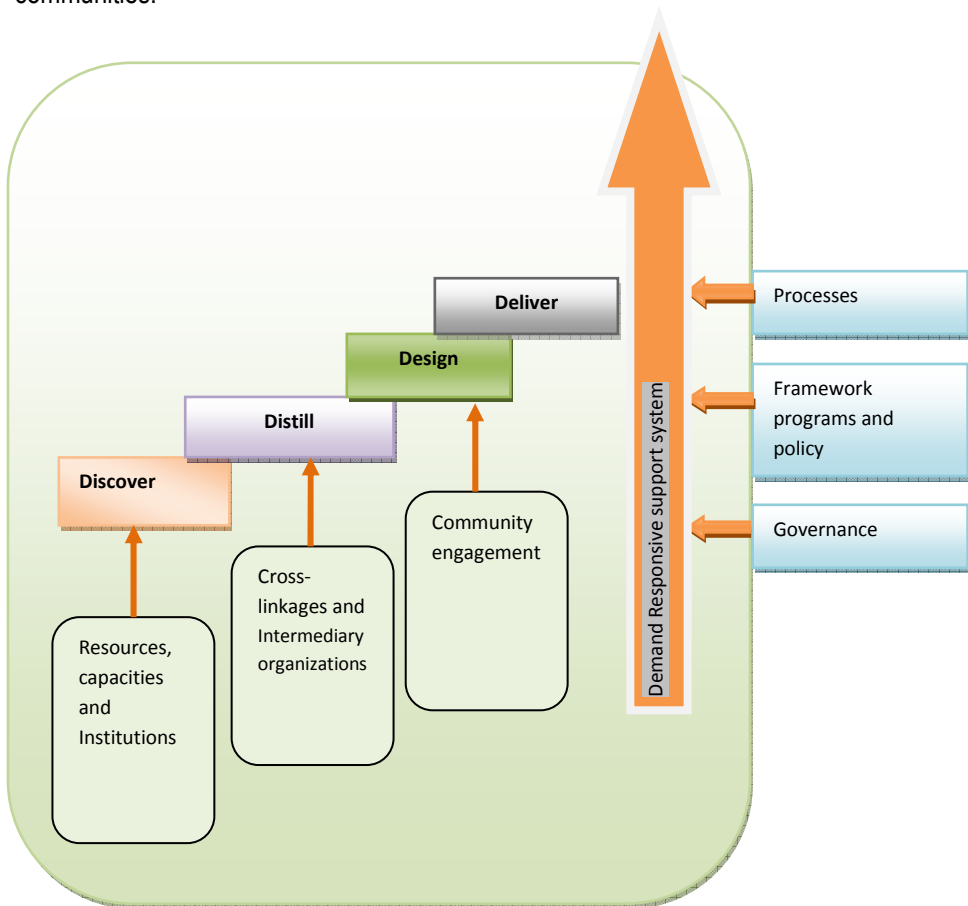 communities.
Deliver
Processes
Design
Framework
programs and
policy
Distill
Discover
Community
engagement
Governance
Cross-
linkages and
Intermediary
organizations
Resources,
capacities
and
Institutions
Demand Responsive support system